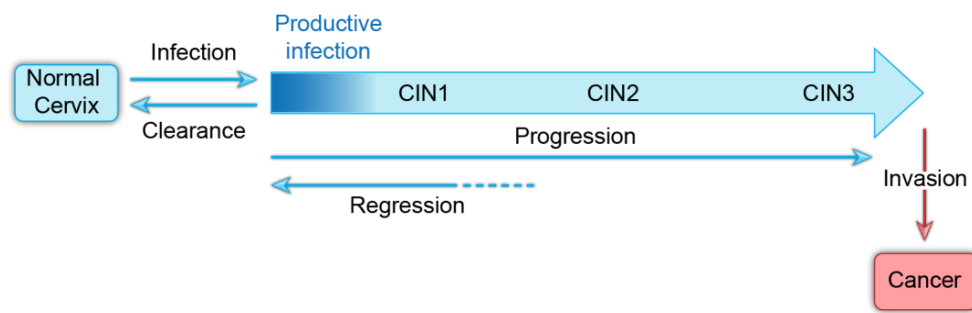 Productive
infection
Infection
Normal
Cervix
Clearance
CIN1
CIN2
CIN3
Progression
Regression
Invasion
Cancer